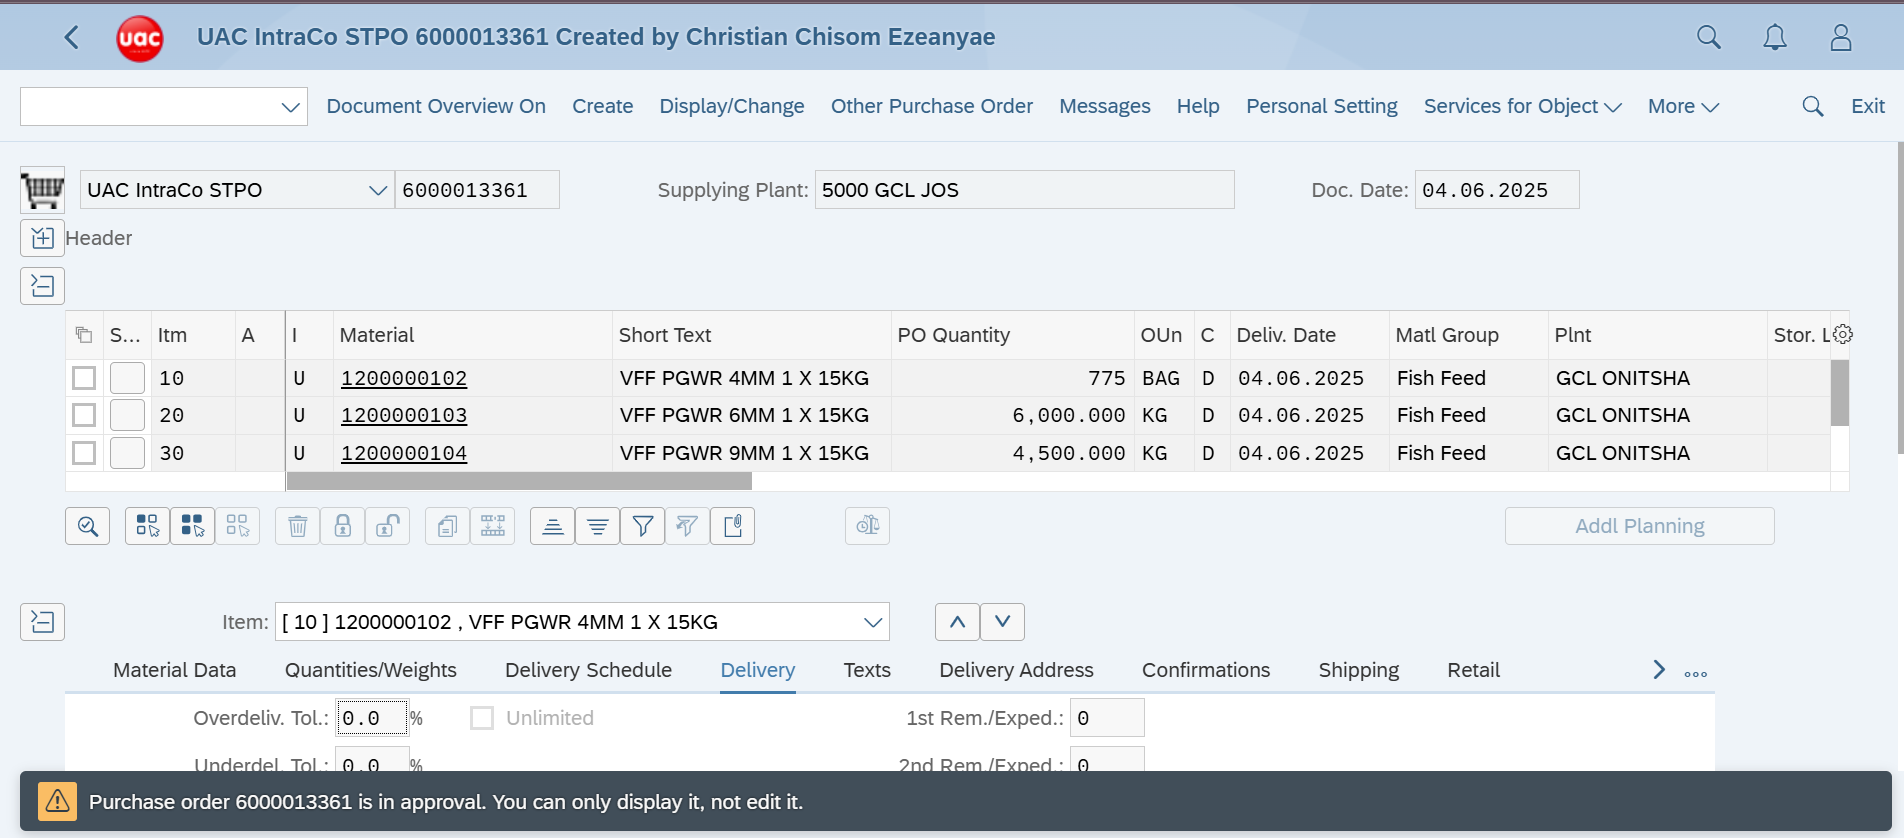 uac UAC IntraCo STPO 6000013361 Created by Christian Chisom Ezeanyae
Document Overview On Create Display/Change Other Purchase Order Messages Help Personal Setting Services for Object More Exit
UAC IntraCo STPO 6000013361 Supplying Plant: 5000 GCL JOS Doc. Date: 04.06.2025
Header
S... Itm A I Material Short Text PO Quantity OUn C Deliv. Date Matl Group Plnt Stor. L
10 U 1200000102 VFF PGWR 4MM 1 X 15KG 775 BAG D 04.06.2025 Fish Feed GCL ONITSHA
20 U 1200000103 VFF PGWR 6MM 1 X 15KG 6,000.000 KG D 04.06.2025 Fish Feed GCL ONITSHA
30 U 1200000104 VFF PGWR 9MM 1 X 15KG 4,500.000 KG D 04.06.2025 Fish Feed GCL ONITSHA
Addl Planning
Item: [ 10 ] 1200000102 , VFF PGWR 4MM 1 X 15KG
Material Data Quantities/Weights Delivery Schedule Delivery Texts Delivery Address Confirmations Shipping Retail
Overdeliv. Tol.: 0.0 % Unlimited 1st Rem./Exped.: 0
Underdel. Tol.: 0.0 % 2nd Rem./Exped.: 0
Purchase order 6000013361 is in approval. You can only display it, not edit it.